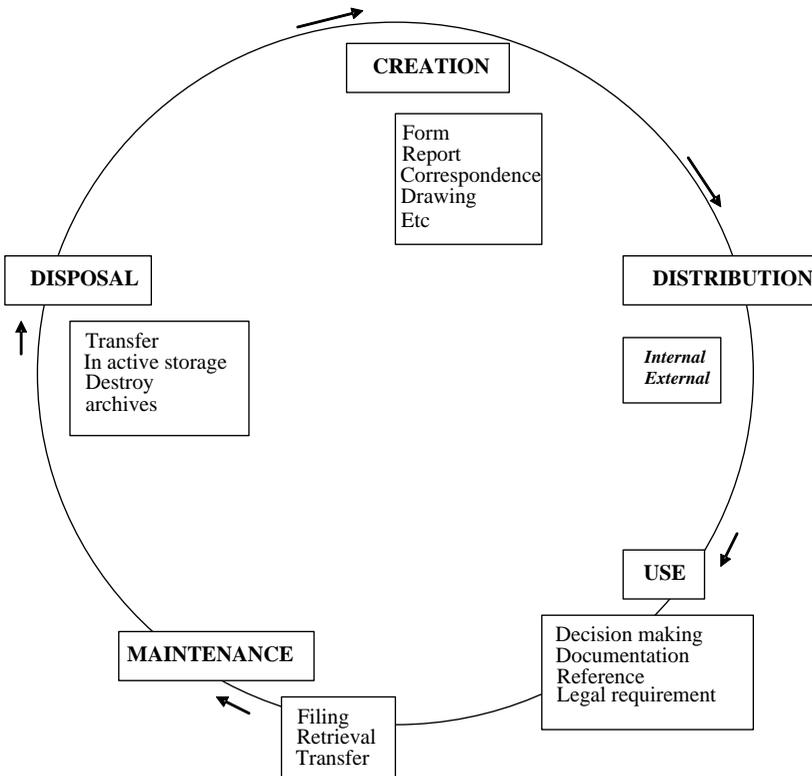 CREATION
Form
Report
Correspondence
Drawing
Etc
DISTRIBUTION
Internal
External
USE
Decision making
Documentation
Reference
Legal requirement
MAINTENANCE
Filing
Retrieval
Transfer
DISPOSAL
Transfer
In active storage
Destroy
archives